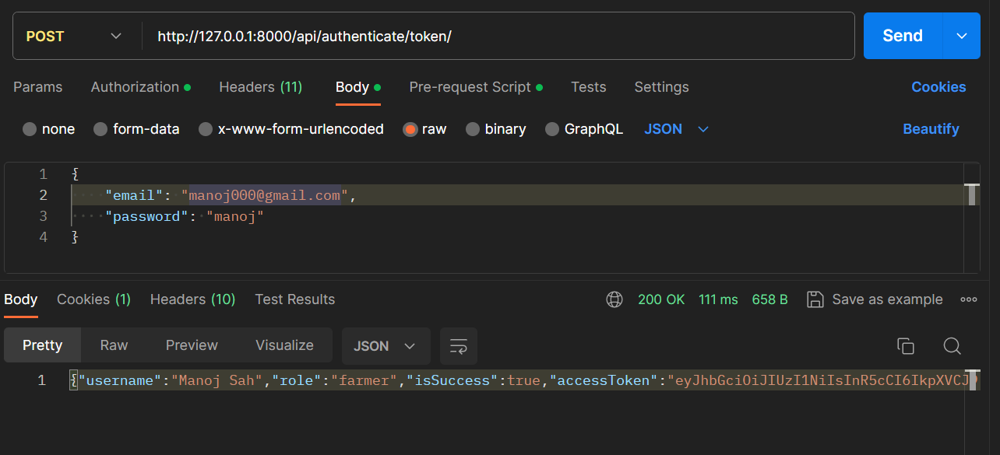 POST http://127.0.0.1:8000/api/authenticate/token/ Send
Params Authorization Headers (11) Body Pre-request Script Tests Settings Cookies
none form-data x-www-form-urlencoded raw binary GraphQL JSON Beautify
1 {
2 "email": "manoj000@gmail.com",
3 "password": "manoj"
4 }
Body Cookies (1) Headers (10) Test Results 200 OK 111 ms 658 B Save as example
Pretty Raw Preview Visualize JSON
1 {"username":"Manoj Sah","role":"farmer","isSuccess":true,"accessToken":"eyJhbGciOiJIUzI1NiIsInR5cCI6IkpXVCJ9